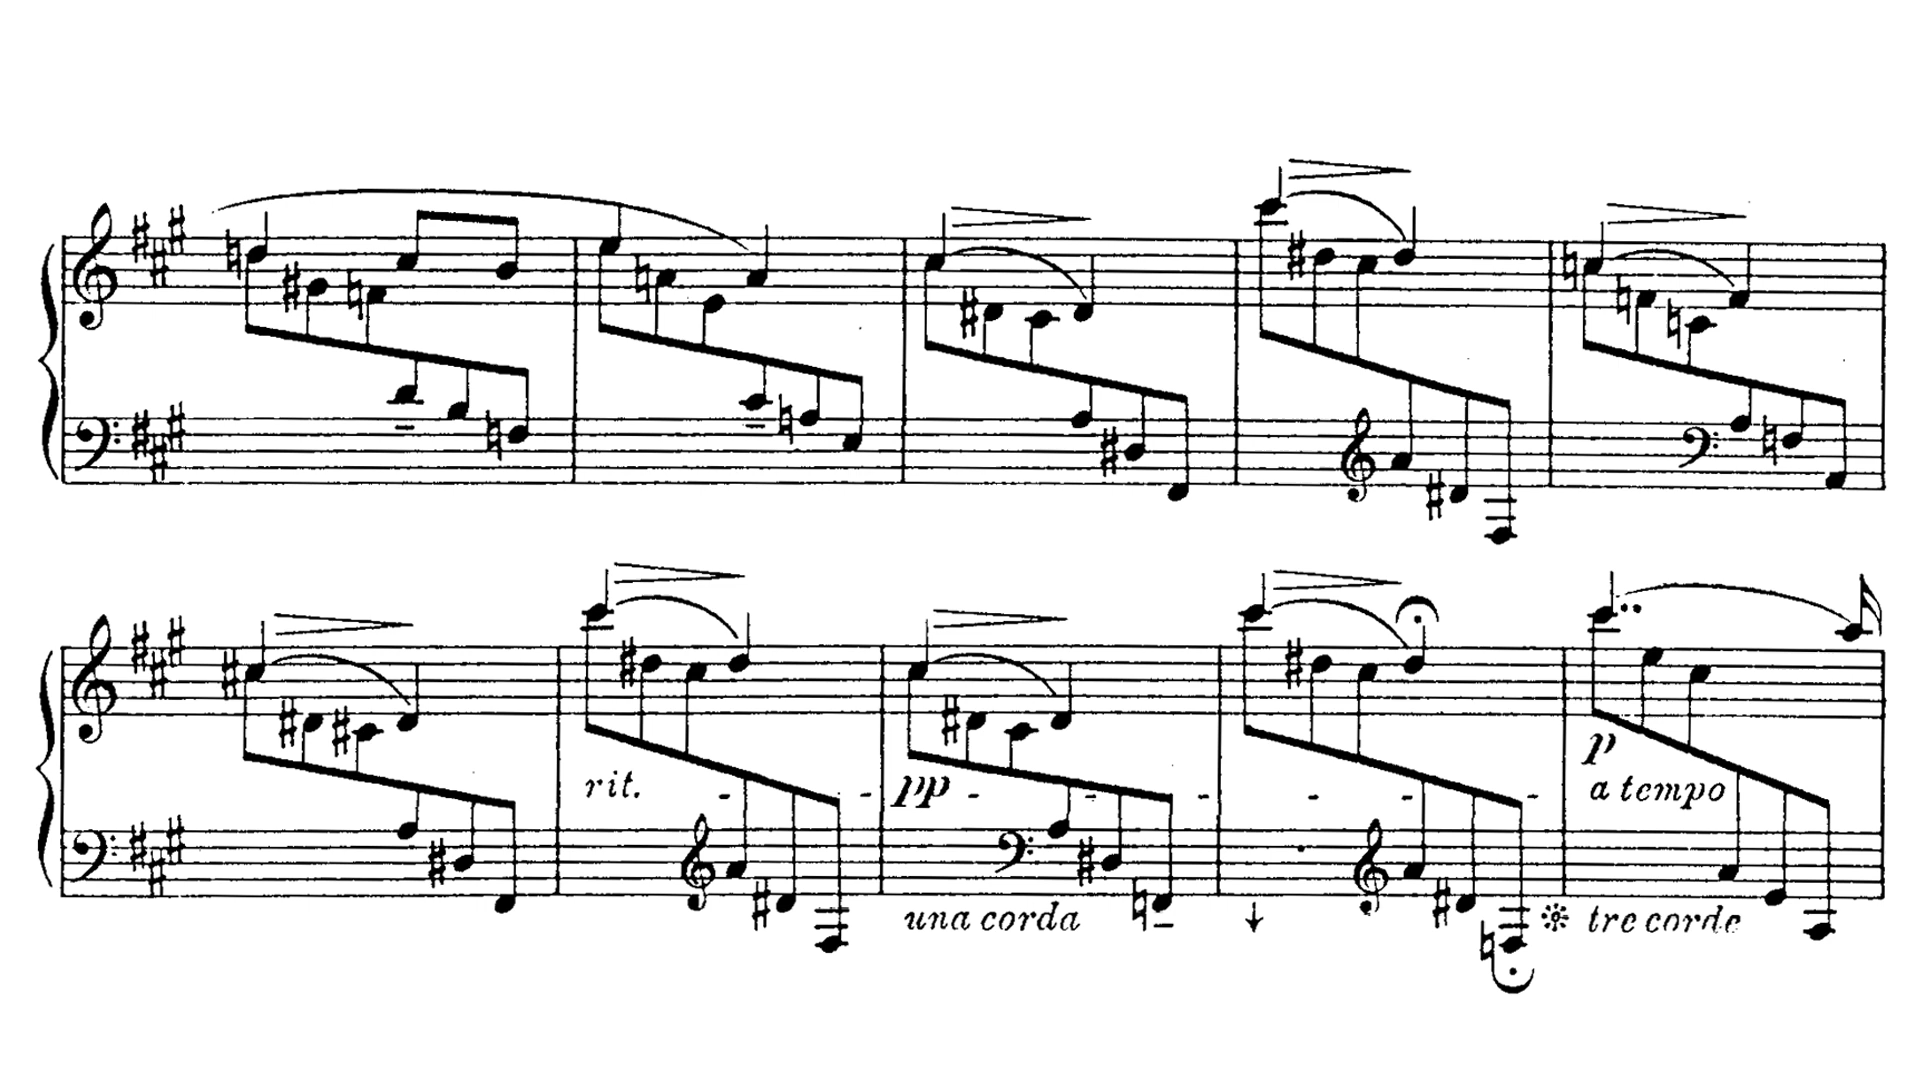 rit. - - pp - - - - - - p
a tempo
una corda tre corde